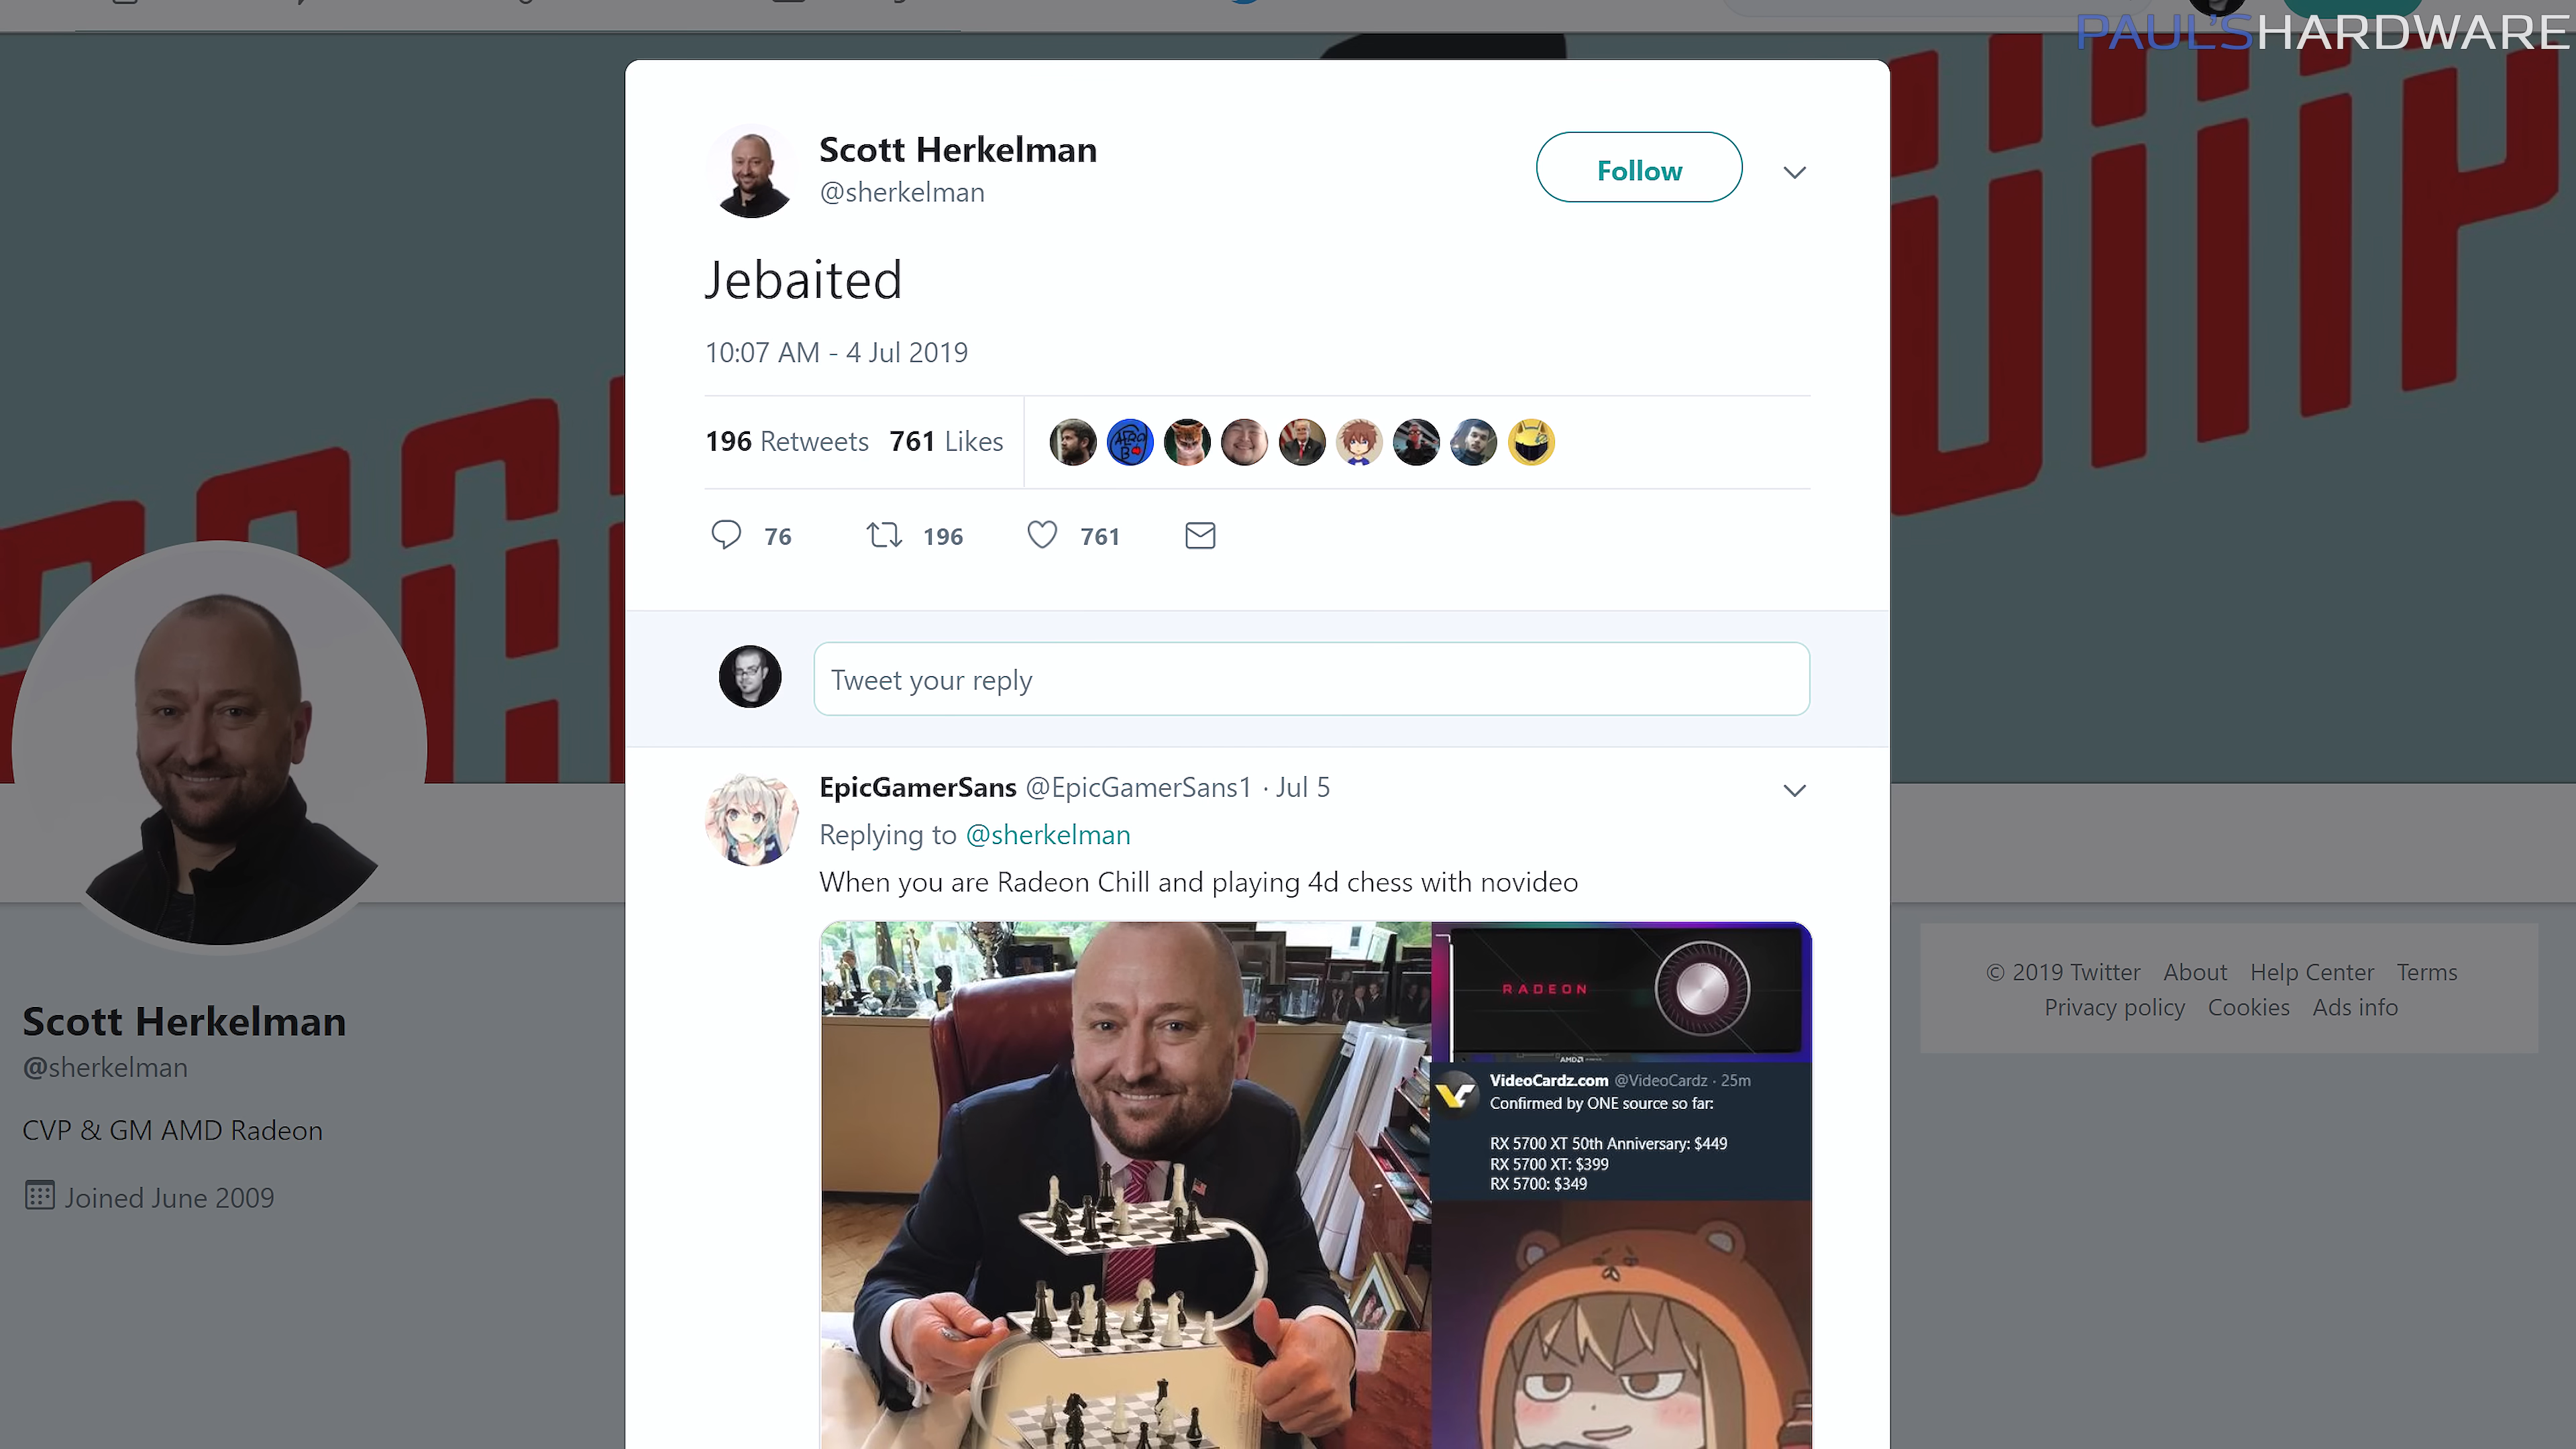 PAUL'SHARDWARE
Scott Herkelman
@sherkelman
Follow
Jebaited
10:07 AM - 4 Jul 2019
196 Retweets 761 Likes
76 196 761
Tweet your reply
EpicGamerSans @EpicGamerSans1 · Jul 5
Replying to @sherkelman
When you are Radeon Chill and playing 4d chess with novideo
RADEON
AMD
VideoCardz.com @VideoCardz · 25m
Confirmed by ONE source so far:
RX 5700 XT 50th Anniversary: $449
RX 5700 XT: $399
RX 5700: $349
Scott Herkelman
@sherkelman
CVP & GM AMD Radeon
Joined June 2009
© 2019 Twitter About Help Center Terms
Privacy policy Cookies Ads info